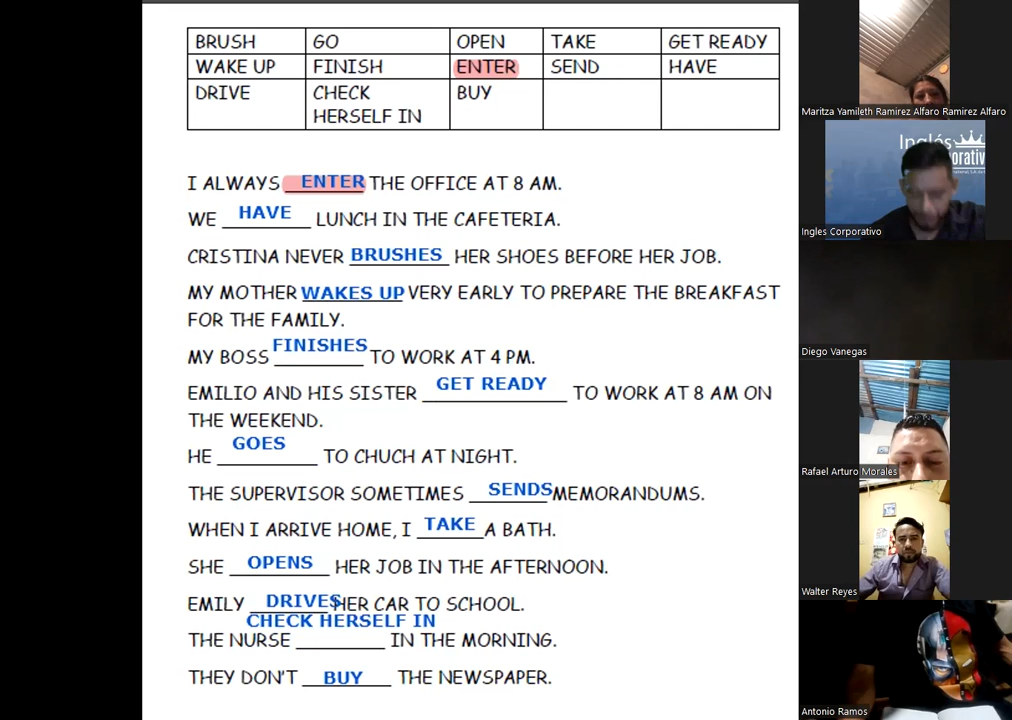 BRUSH GO OPEN TAKE GET READY
WAKE UP FINISH ENTER SEND HAVE
DRIVE CHECK HERSELF IN BUY
I ALWAYS ENTER THE OFFICE AT 8 AM.
WE HAVE LUNCH IN THE CAFETERIA.
CRISTINA NEVER BRUSHES HER SHOES BEFORE HER JOB.
MY MOTHER WAKES UP VERY EARLY TO PREPARE THE BREAKFAST
FOR THE FAMILY.
MY BOSS FINISHES TO WORK AT 4 PM.
EMILIO AND HIS SISTER GET READY TO WORK AT 8 AM ON
THE WEEKEND.
HE GOES TO CHUCH AT NIGHT.
THE SUPERVISOR SOMETIMES SENDS MEMORANDUMS.
WHEN I ARRIVE HOME, I TAKE A BATH.
SHE OPENS HER JOB IN THE AFTERNOON.
EMILY DRIVES HER CAR TO SCHOOL.
THE NURSE CHECK HERSELF IN IN THE MORNING.
THEY DON'T BUY THE NEWSPAPER.
Maritza Yamileth Ramirez Alfaro Ramirez Alfaro
Inglés
Ingles Corporativo
Diego Vanegas
Rafael Arturo Morales
Walter Reyes
Antonio Ramos